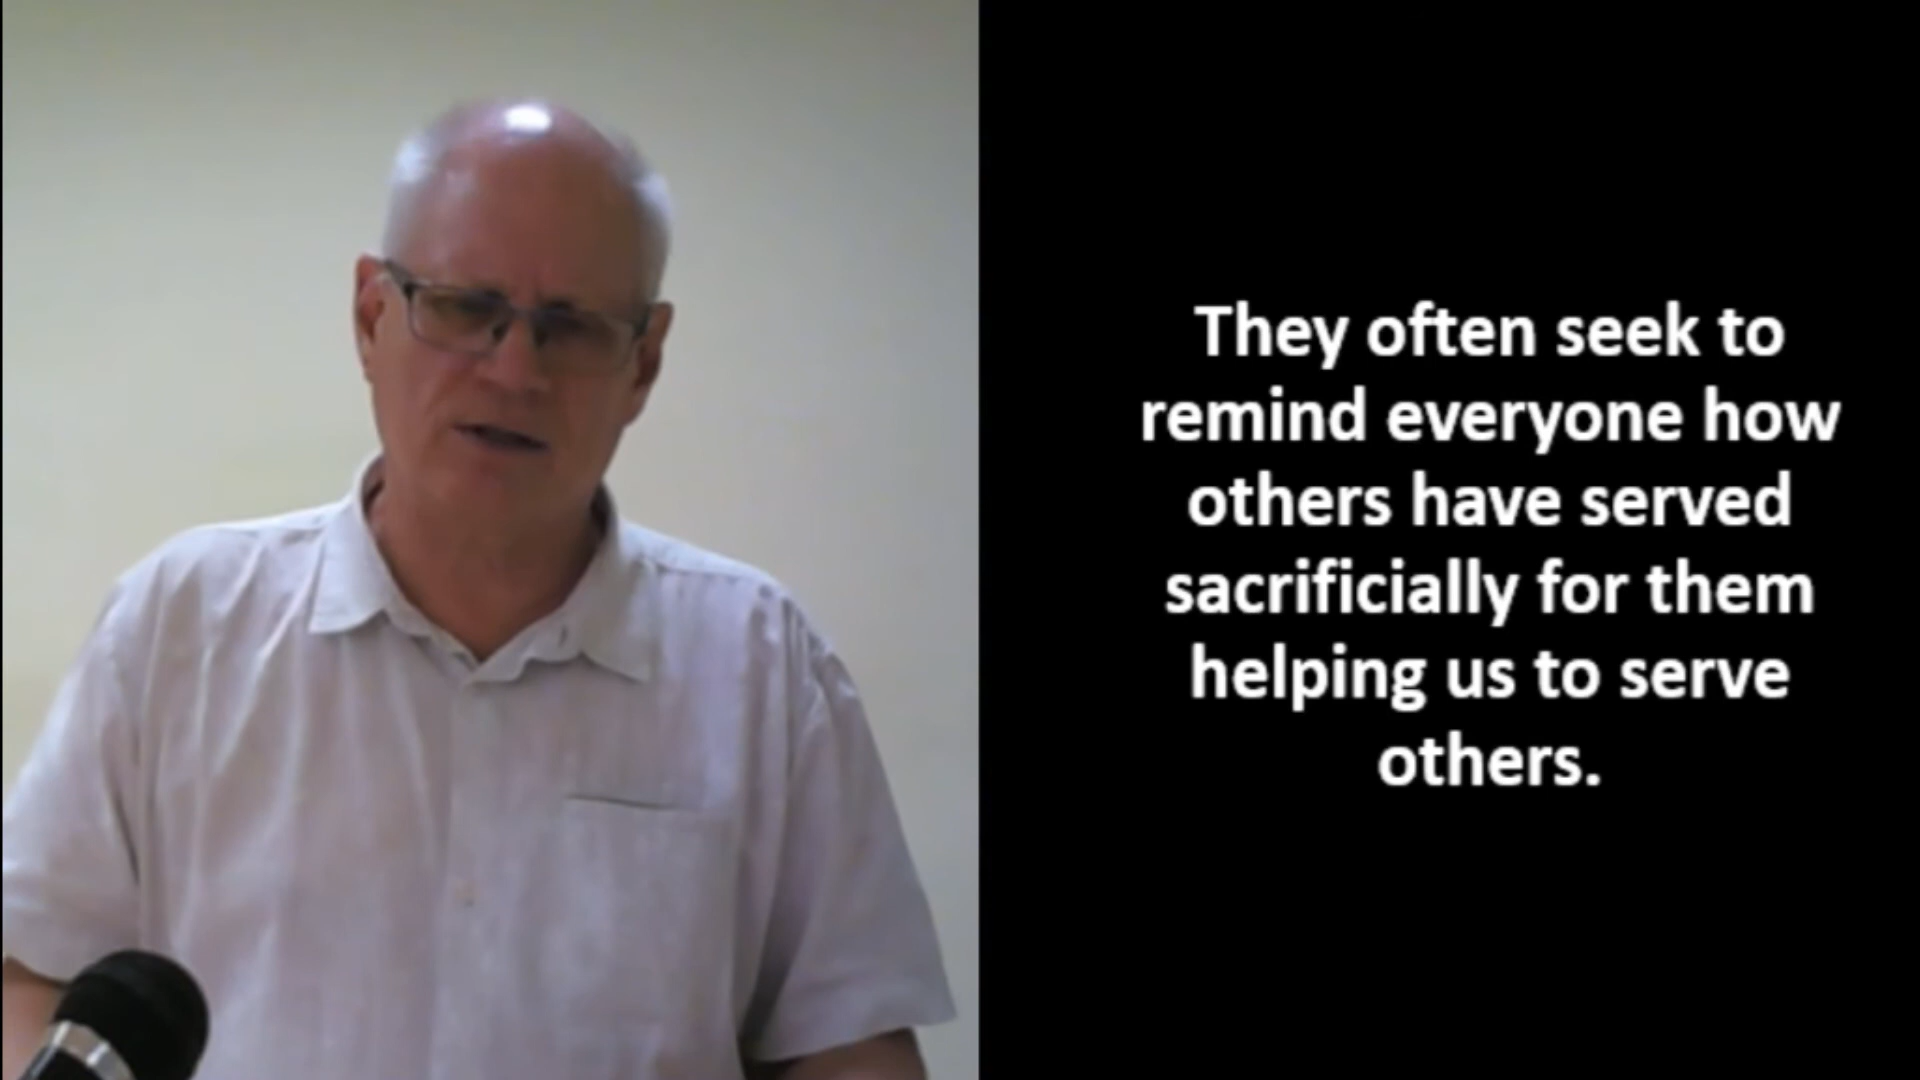 They often seek to
remind everyone how
others have served
sacrificially for them
helping us to serve
others.